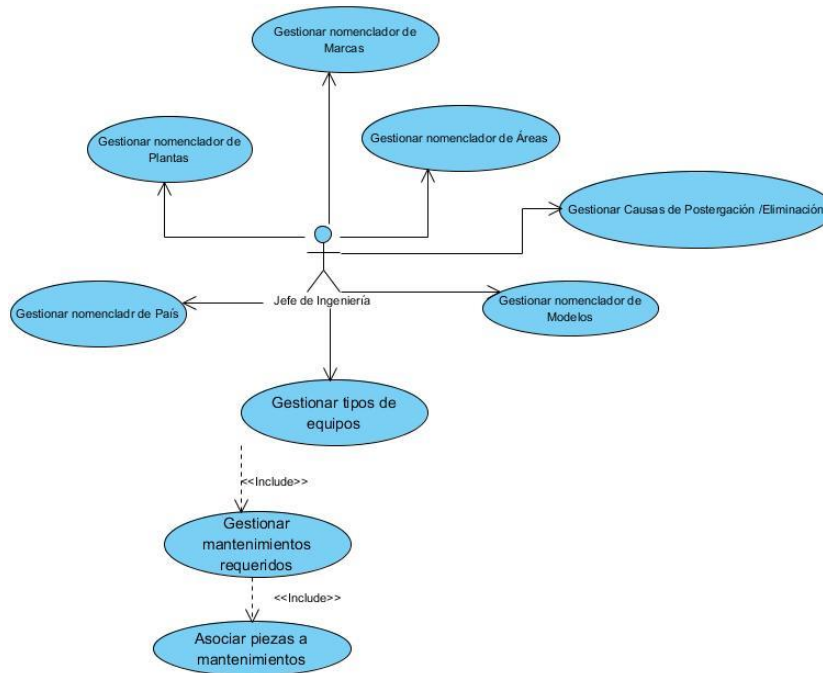 Gestionar nomenclador de
Marcas
Gestionar nomenclador de
Plantas
Gestionar nomenclador de Áreas
Gestionar Causas de Postergación /Eliminación
Jefe de Ingeniería
Gestionar nomencladr de País
Gestionar nomenclador de
Modelos
Gestionar tipos de
equipos
<<Include>>
Gestionar
mantenimientos
requeridos
<<Include>>
Asociar piezas a
mantenimientos